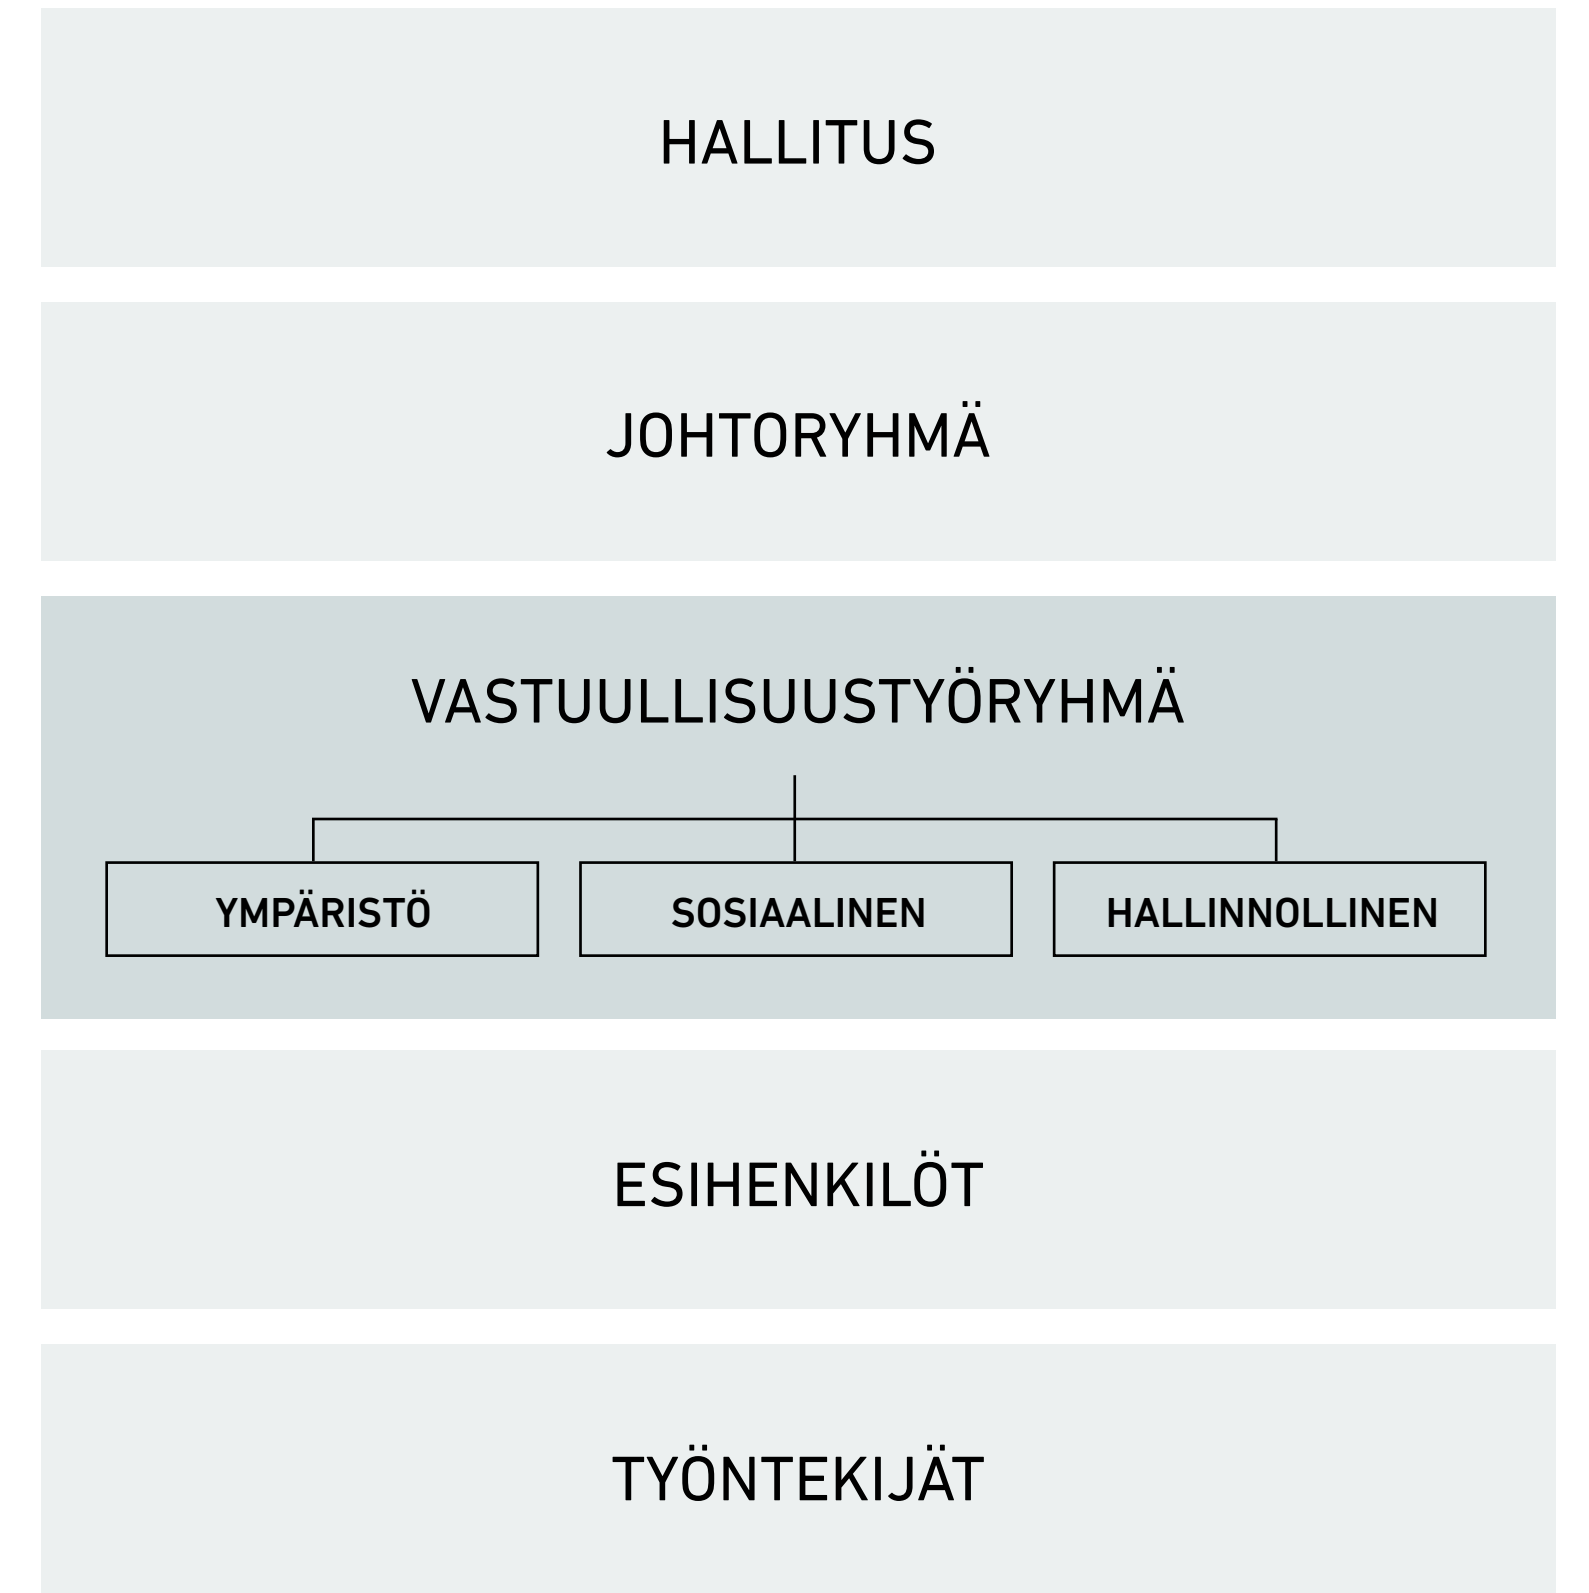 HALLITUS
JOHTORYHMÄ
VASTUULLISUUSTYÖRYHMÄ
YMPÄRISTÖ
SOSIAALINEN
HALLINNOLLINEN
ESIHENKILÖT
TYÖNTEKIJÄT